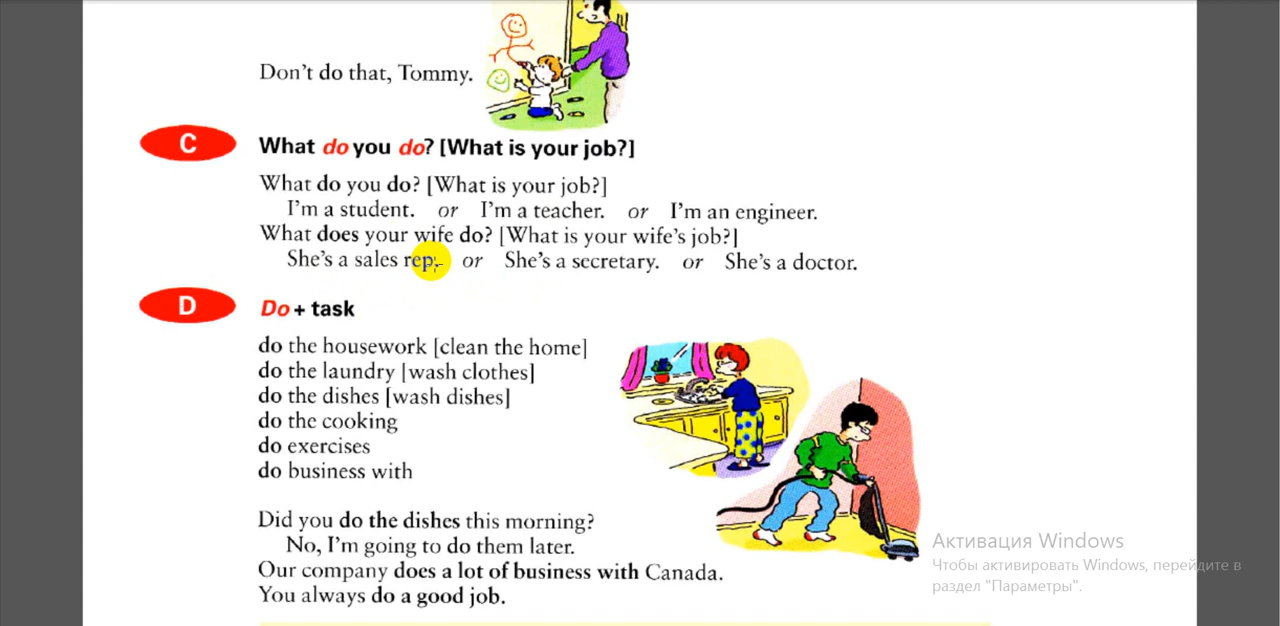 Don't do that, Tommy.
C
What do you do? [What is your job?]
What do you do? [What is your job?]
I'm a student. or I'm a teacher. or I'm an engineer.
What does your wife do? [What is your wife's job?]
She's a sales rep. or She's a secretary. or She's a doctor.
D
Do + task
do the housework [clean the home]
do the laundry [wash clothes]
do the dishes [wash dishes]
do the cooking
do exercises
do business with
Did you do the dishes this morning?
No, I'm going to do them later.
Our company does a lot of business with Canada.
You always do a good job.
Активация Windows
Чтобы активировать Windows, перейдите в
раздел "Параметры".